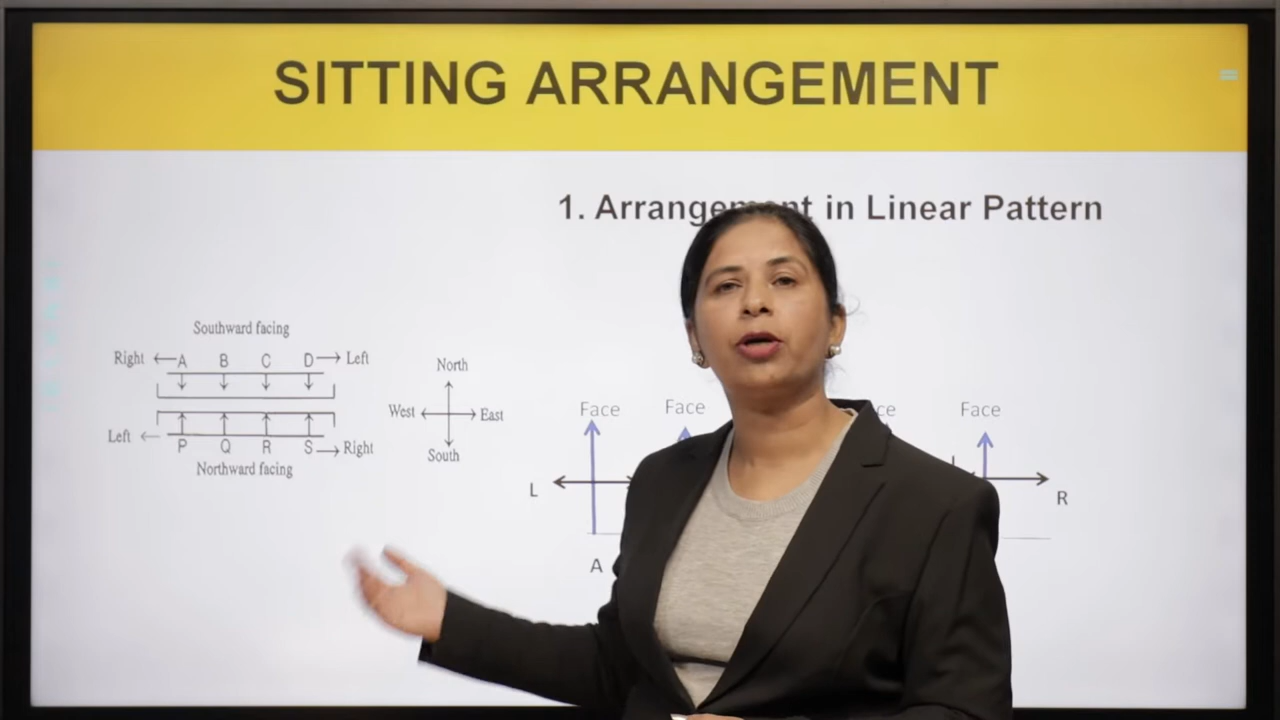 SITTING ARRANGEMENT
1. Arrangement in Linear Pattern
Southward facing
Right A B C D Left
Left P Q R S Right
Northward facing
North
West East
South
Face Face Face
L R
A